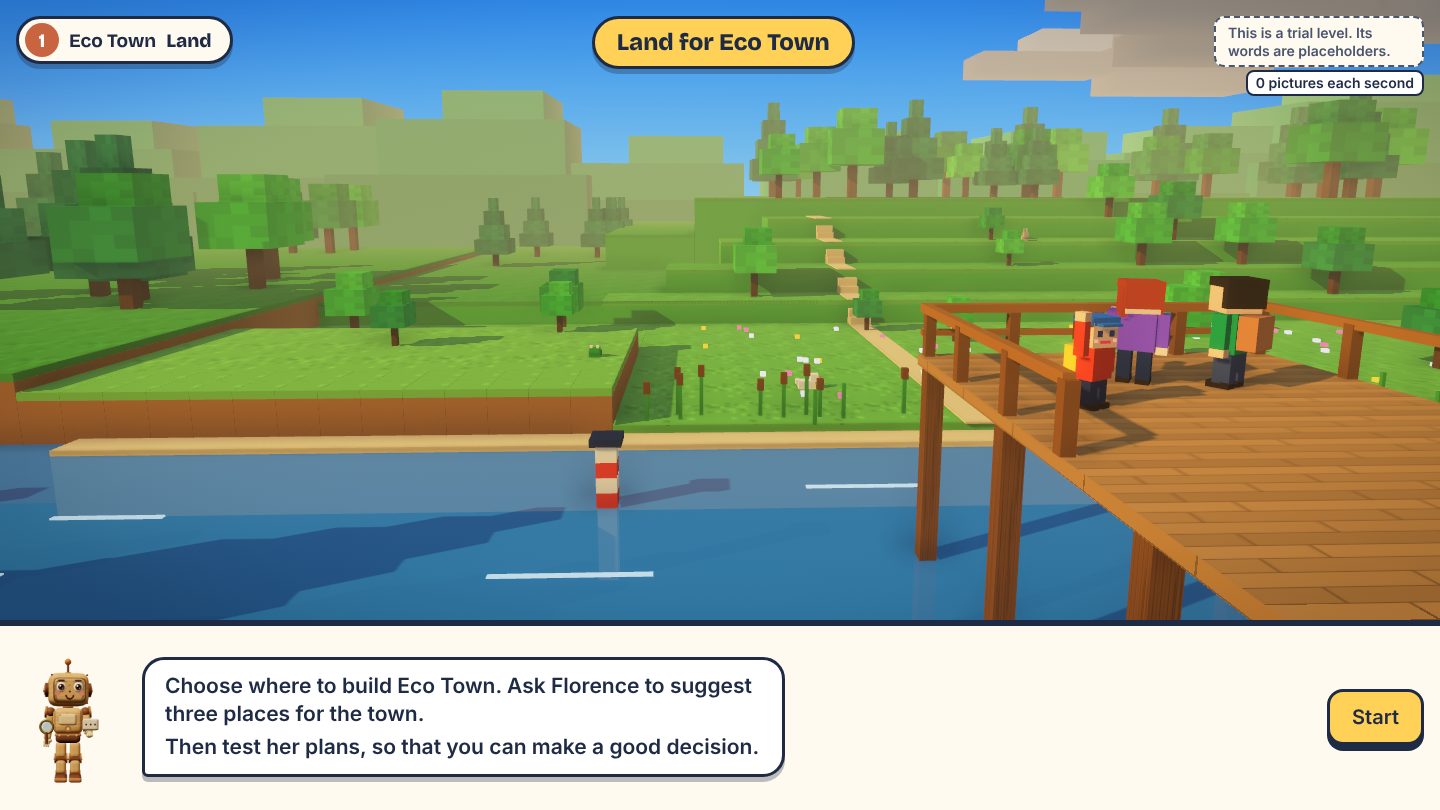 1 Eco Town Land
Land for Eco Town
This is a trial level. Its
words are placeholders.
0 pictures each second
Choose where to build Eco Town. Ask Florence to suggest
three places for the town.
Then test her plans, so that you can make a good decision.
Start